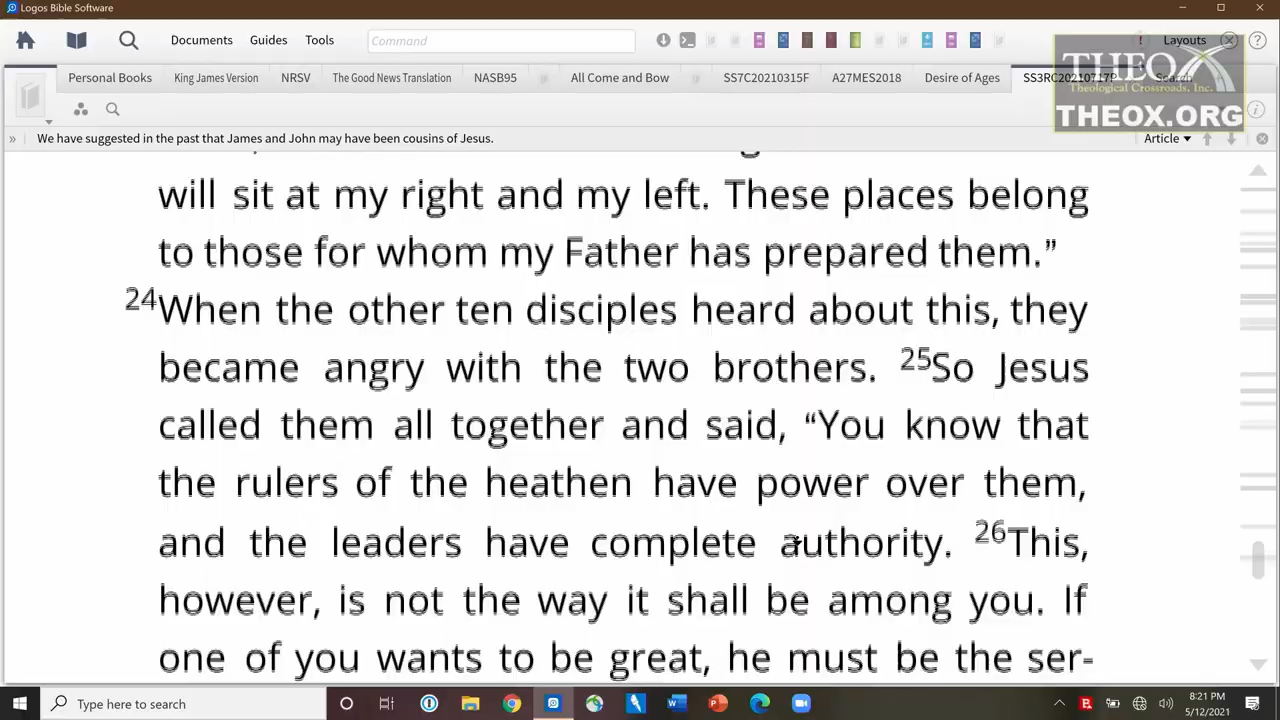 Logos Bible Software
Documents Guides Tools Command Layouts
Personal Books King James Version NRSV The Good News Translation NASB95 All Come and Bow SS7C20210315F A27MES2018 Desire of Ages SS3RC20210717P Search
THEOX
Theological Crossroads, Inc.
THEOX.ORG
» We have suggested in the past that James and John may have been cousins of Jesus. Article
will sit at my right and my left. These places belong
to those for whom my Father has prepared them.”
24When the other ten disciples heard about this, they
became angry with the two brothers. 25So Jesus
called them all together and said, “You know that
the rulers of the heathen have power over them,
and the leaders have complete authority. 26This,
however, is not the way it shall be among you. If
one of you wants to be great, he must be the ser-
Type here to search
8:21 PM
5/12/2021